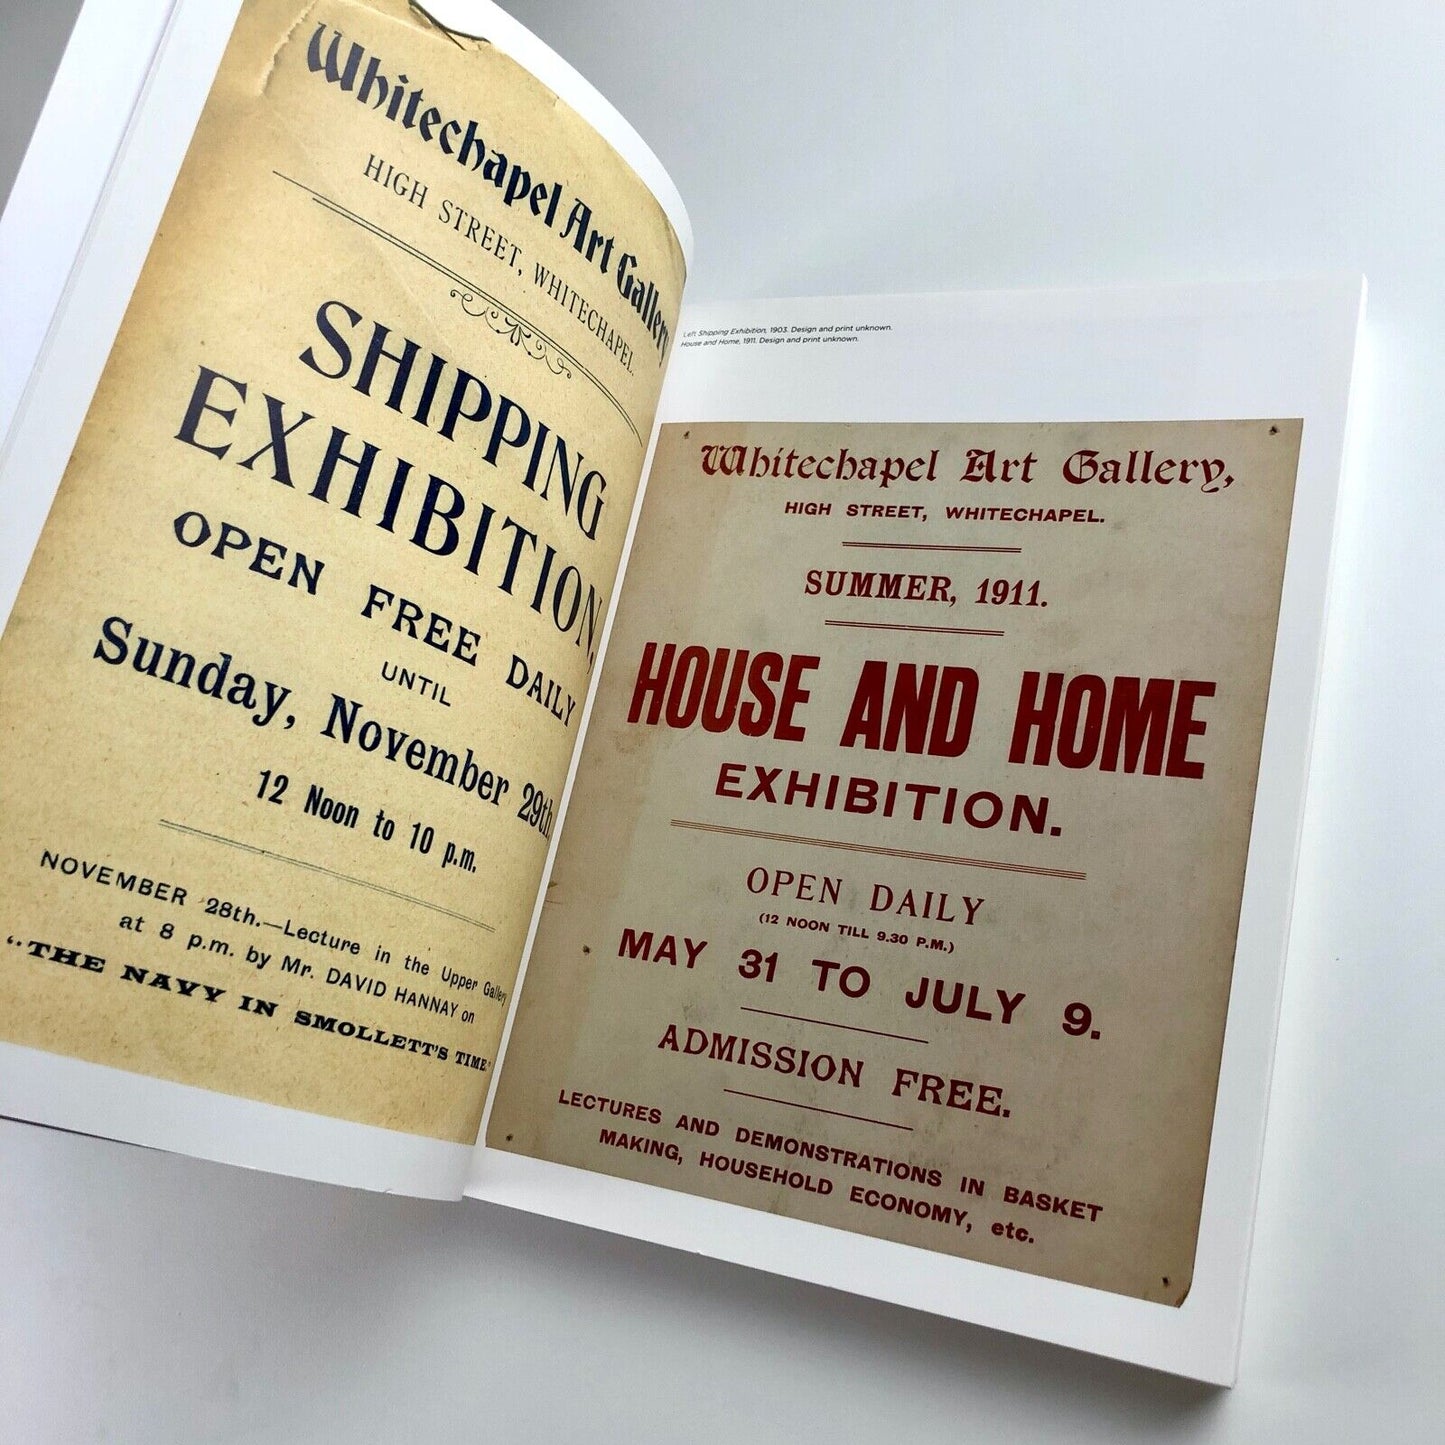 Whitechapel Art Gallery
HIGH STREET, WHITECHAPEL.
SHIPPING
EXHIBITION,
OPEN FREE DAILY
UNTIL
Sunday, November 29th,
12 Noon to 10 p.m.
NOVEMBER 28th.—Lecture in the Upper Gallery
at 8 p.m. by Mr. DAVID HANNAY on
"THE NAVY IN SMOLLETT'S TIME"
Left Shipping Exhibition, 1903. Design and print unknown.
House and Home, 1911. Design and print unknown.
Whitechapel Art Gallery,
HIGH STREET, WHITECHAPEL.
SUMMER, 1911.
HOUSE AND HOME
EXHIBITION.
OPEN DAILY
(12 NOON TILL 9.30 P.M.)
MAY 31 TO JULY 9.
ADMISSION FREE.
LECTURES AND DEMONSTRATIONS IN BASKET
MAKING, HOUSEHOLD ECONOMY, etc.